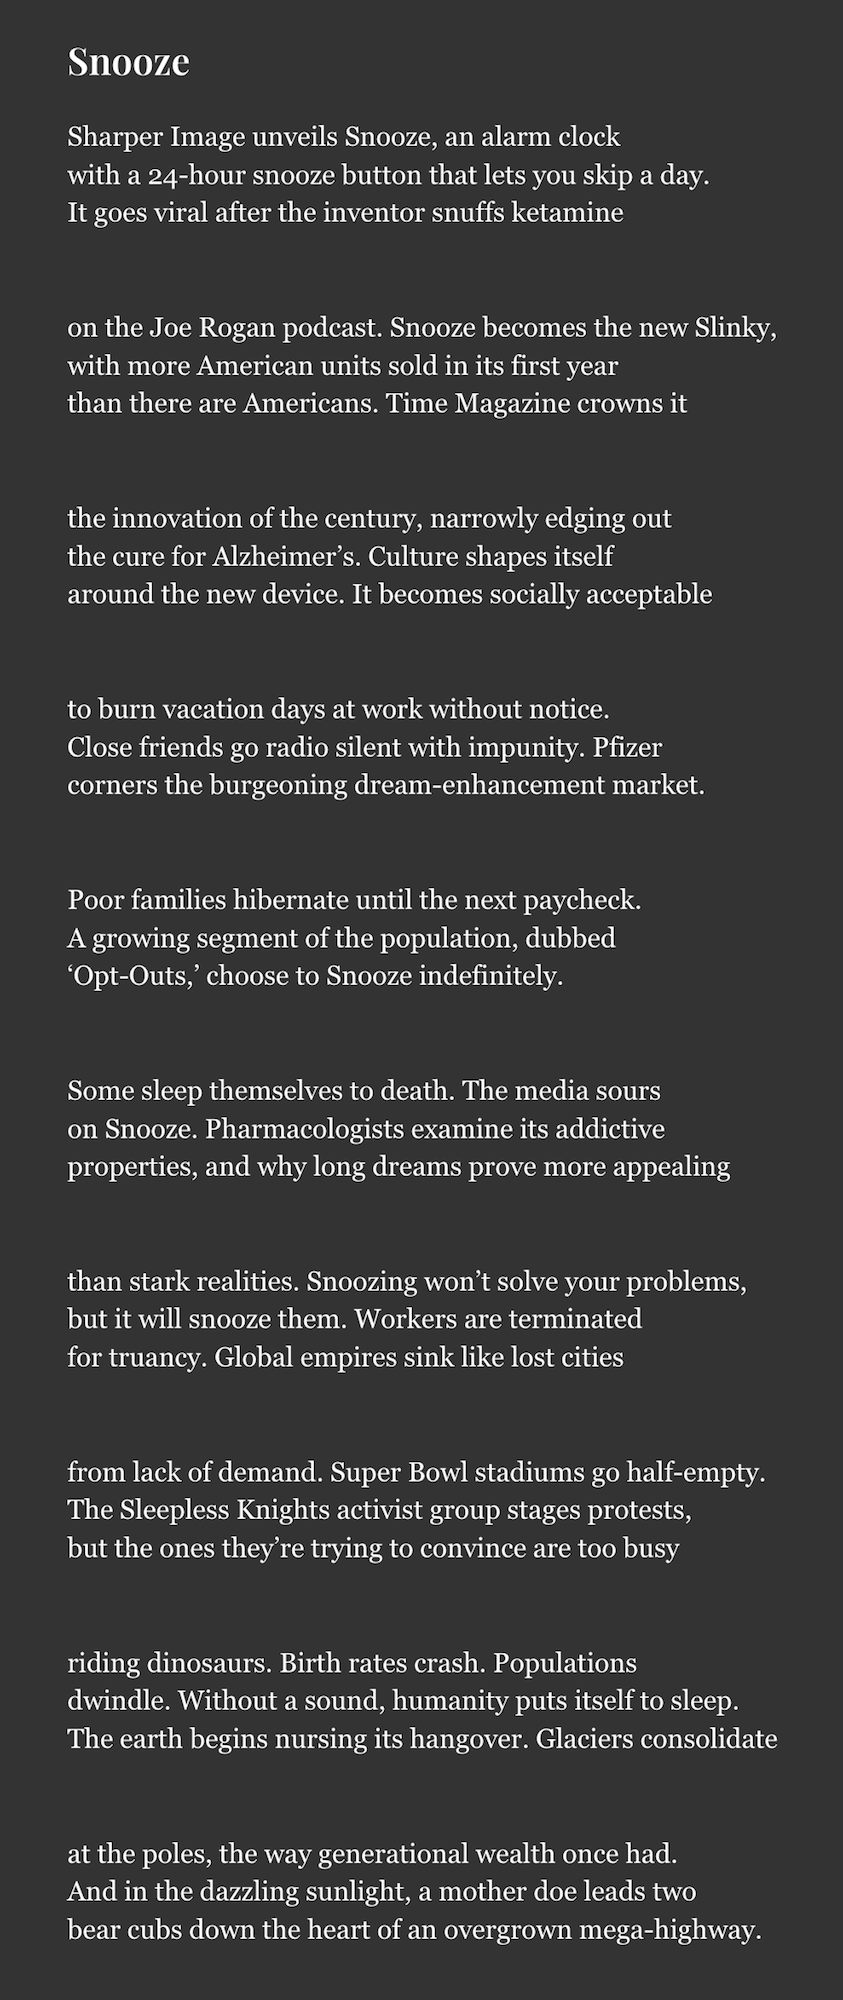 Snooze
Sharper Image unveils Snooze, an alarm clock
with a 24-hour snooze button that lets you skip a day.
It goes viral after the inventor snuffs ketamine
on the Joe Rogan podcast. Snooze becomes the new Slinky,
with more American units sold in its first year
than there are Americans. Time Magazine crowns it
the innovation of the century, narrowly edging out
the cure for Alzheimer’s. Culture shapes itself
around the new device. It becomes socially acceptable
to burn vacation days at work without notice.
Close friends go radio silent with impunity. Pfizer
corners the burgeoning dream-enhancement market.
Poor families hibernate until the next paycheck.
A growing segment of the population, dubbed
‘Opt-Outs,’ choose to Snooze indefinitely.
Some sleep themselves to death. The media sours
on Snooze. Pharmacologists examine its addictive
properties, and why long dreams prove more appealing
than stark realities. Snoozing won’t solve your problems,
but it will snooze them. Workers are terminated
for truancy. Global empires sink like lost cities
from lack of demand. Super Bowl stadiums go half-empty.
The Sleepless Knights activist group stages protests,
but the ones they’re trying to convince are too busy
riding dinosaurs. Birth rates crash. Populations
dwindle. Without a sound, humanity puts itself to sleep.
The earth begins nursing its hangover. Glaciers consolidate
at the poles, the way generational wealth once had.
And in the dazzling sunlight, a mother doe leads two
bear cubs down the heart of an overgrown mega-highway.